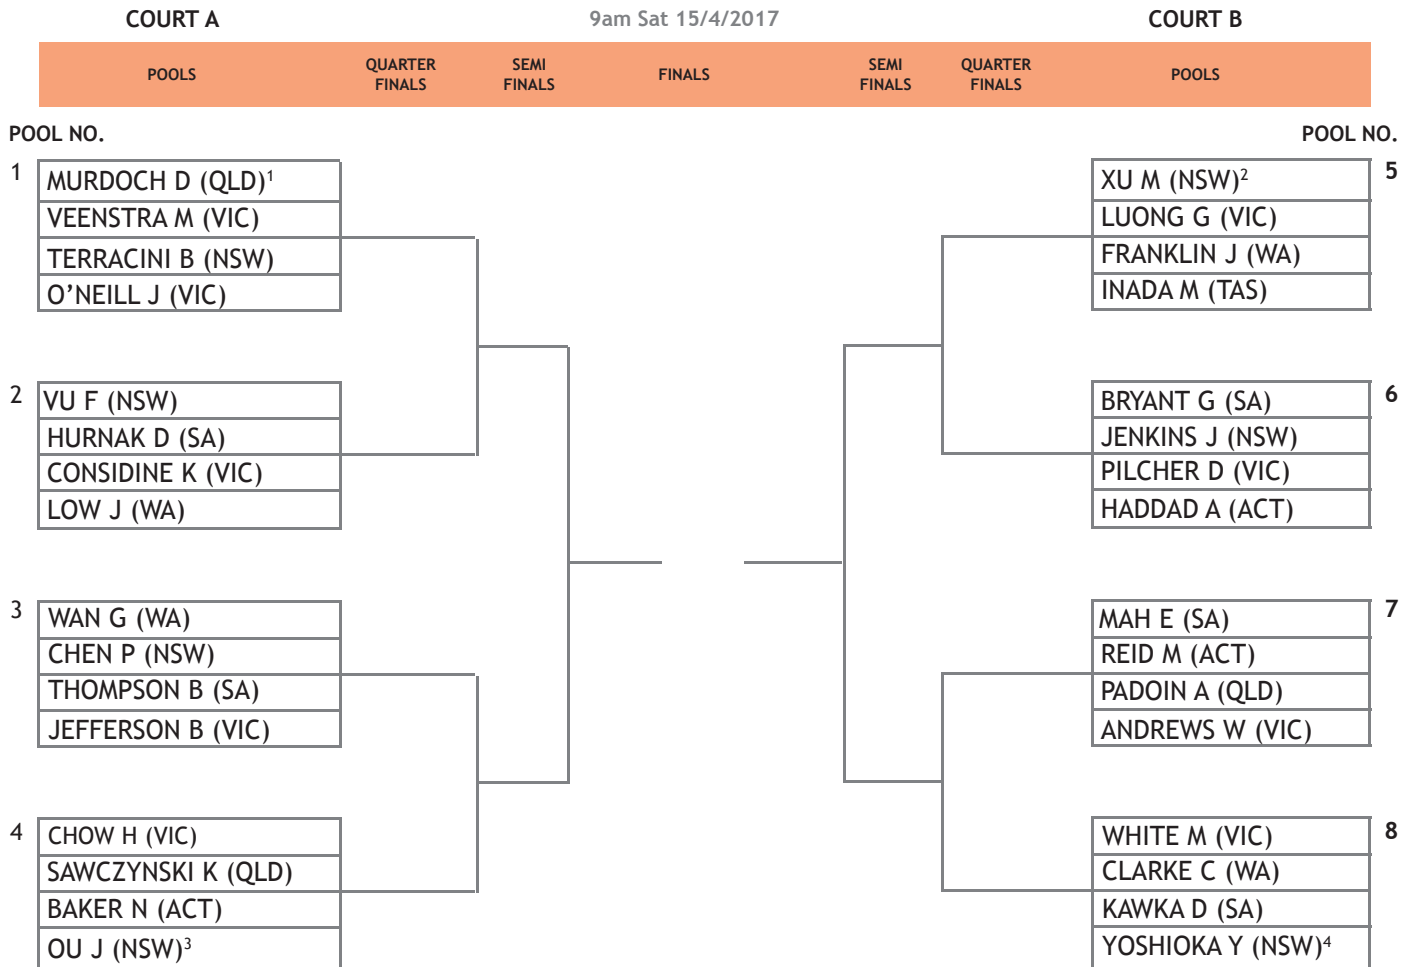 COURT A 9am Sat 15/4/2017 COURT B
POOLS QUARTER FINALS SEMI FINALS FINALS SEMI FINALS QUARTER FINALS POOLS
POOL NO. POOL NO.
1 MURDOCH D (QLD)¹ XU M (NSW)² 5
VEENSTRA M (VIC) LUONG G (VIC)
TERRACINI B (NSW) FRANKLIN J (WA)
O’NEILL J (VIC) INADA M (TAS)
2 VU F (NSW) BRYANT G (SA) 6
HURNAK D (SA) JENKINS J (NSW)
CONSIDINE K (VIC) PILCHER D (VIC)
LOW J (WA) HADDAD A (ACT)
3 WAN G (WA) MAH E (SA) 7
CHEN P (NSW) REID M (ACT)
THOMPSON B (SA) PADOIN A (QLD)
JEFFERSON B (VIC) ANDREWS W (VIC)
4 CHOW H (VIC) WHITE M (VIC) 8
SAWCZYNSKI K (QLD) CLARKE C (WA)
BAKER N (ACT) KAWKA D (SA)
OU J (NSW)³ YOSHIOKA Y (NSW)⁴